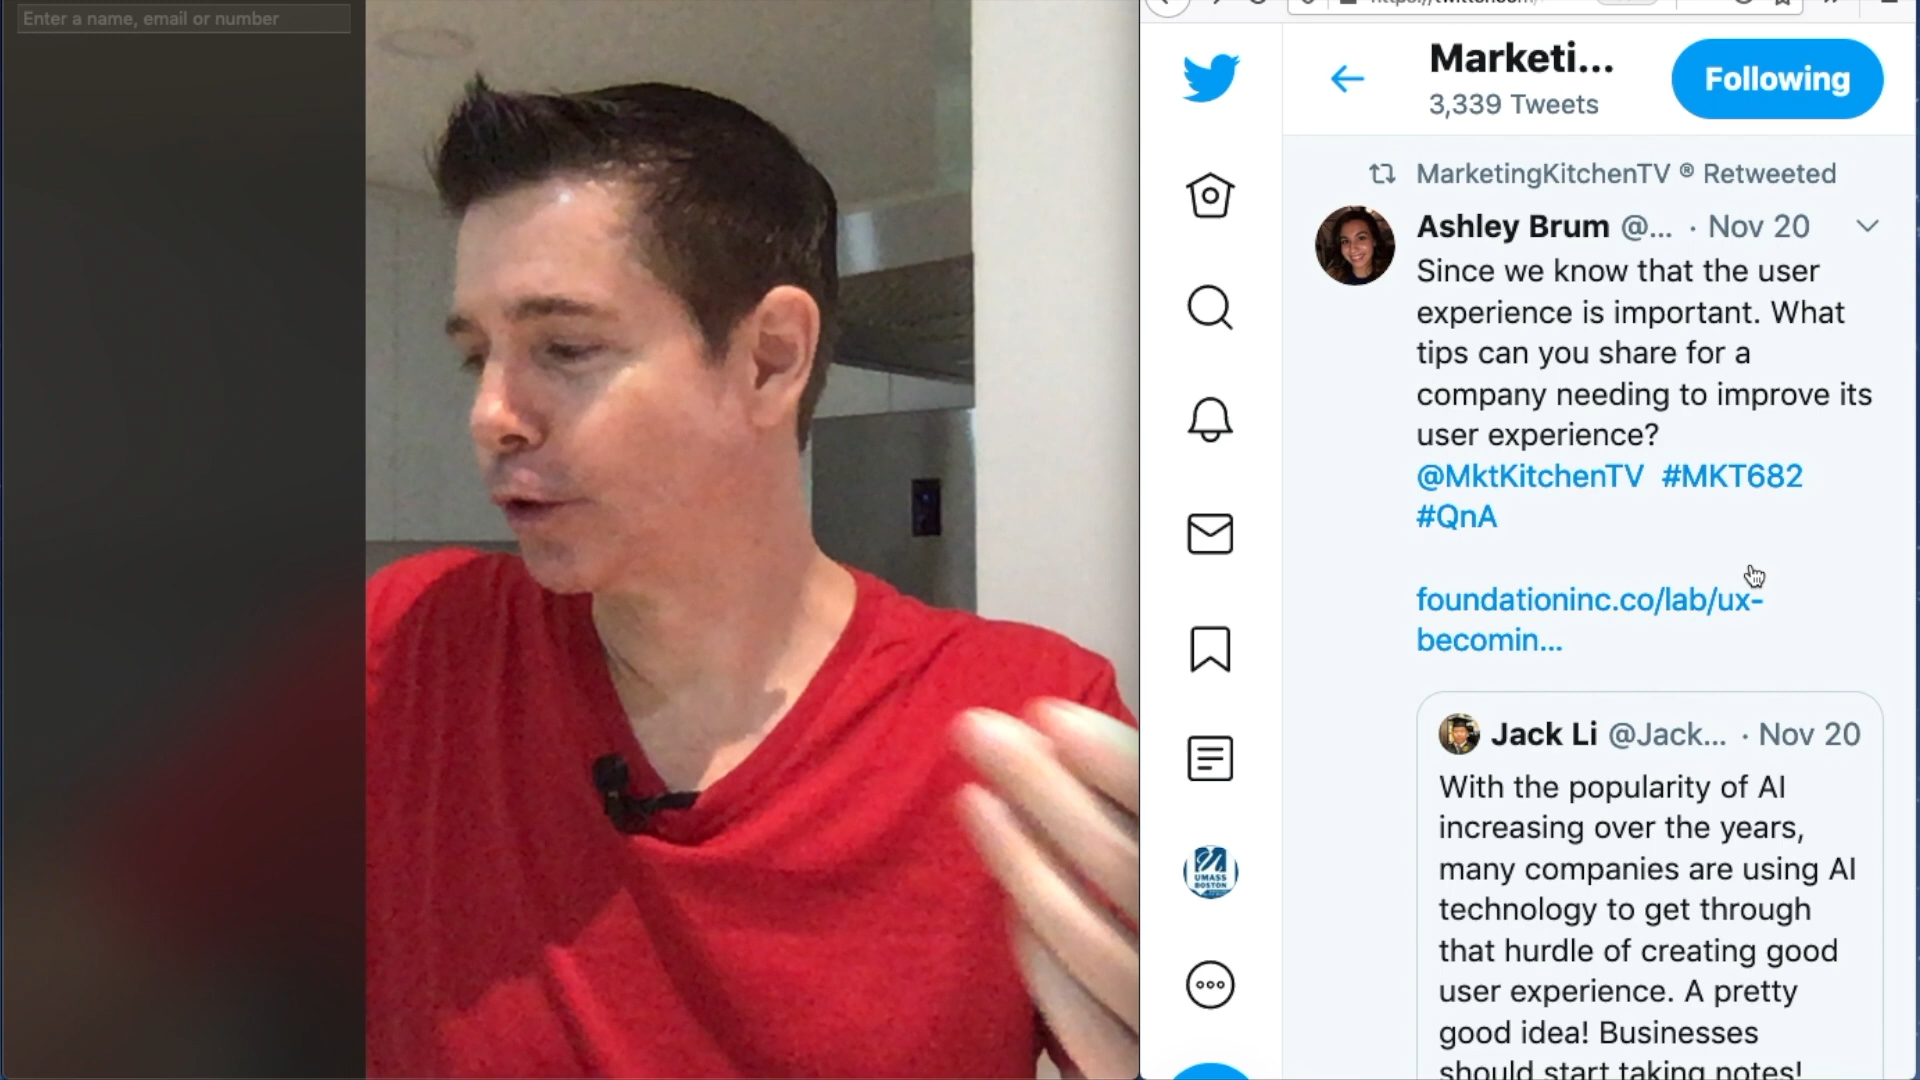 Enter a name, email or number
Marketi...
3,339 Tweets
Following
MarketingKitchenTV ® Retweeted
Ashley Brum @... · Nov 20
Since we know that the user
experience is important. What
tips can you share for a
company needing to improve its
user experience?
@MktKitchenTV #MKT682
#QnA
foundationinc.co/lab/ux-
becomin...
Jack Li @Jack... · Nov 20
With the popularity of AI
increasing over the years,
many companies are using AI
technology to get through
that hurdle of creating good
user experience. A pretty
good idea! Businesses
should start taking notes!
UMASS
BOSTON